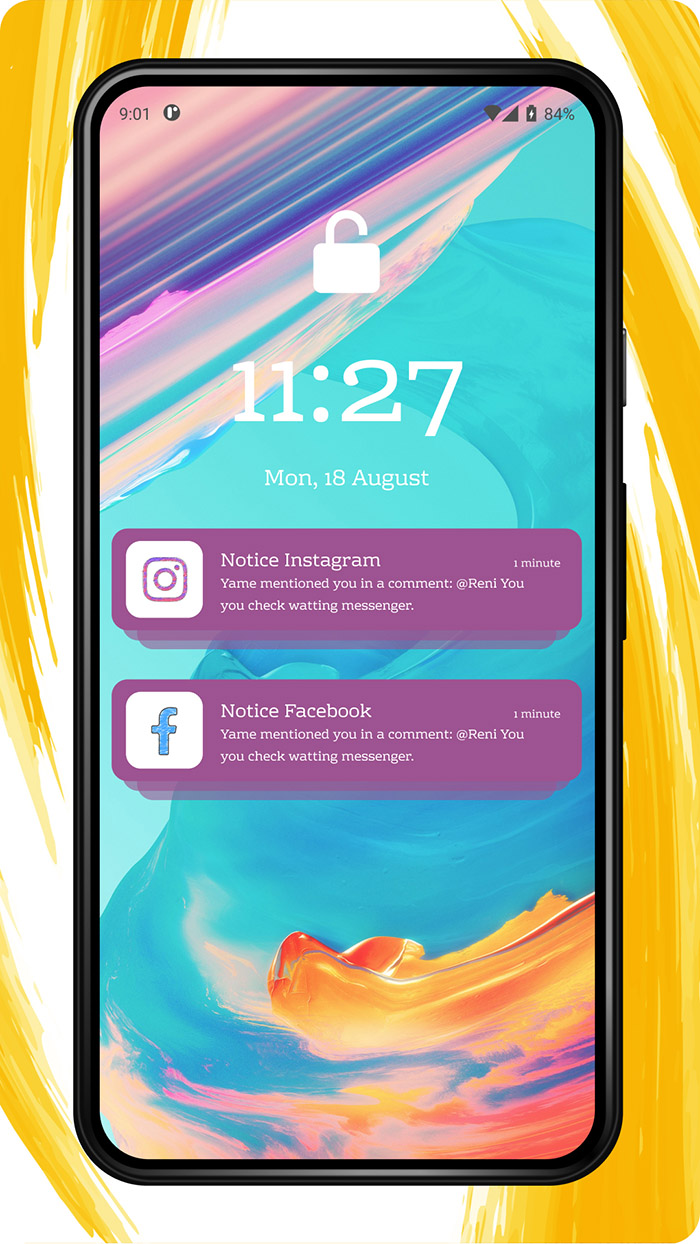 9:01 84%
11:27
Mon, 18 August
Notice Instagram 1 minute
Yame mentioned you in a comment: @Reni You
you check watting messenger.
Notice Facebook 1 minute
Yame mentioned you in a comment: @Reni You
you check watting messenger.